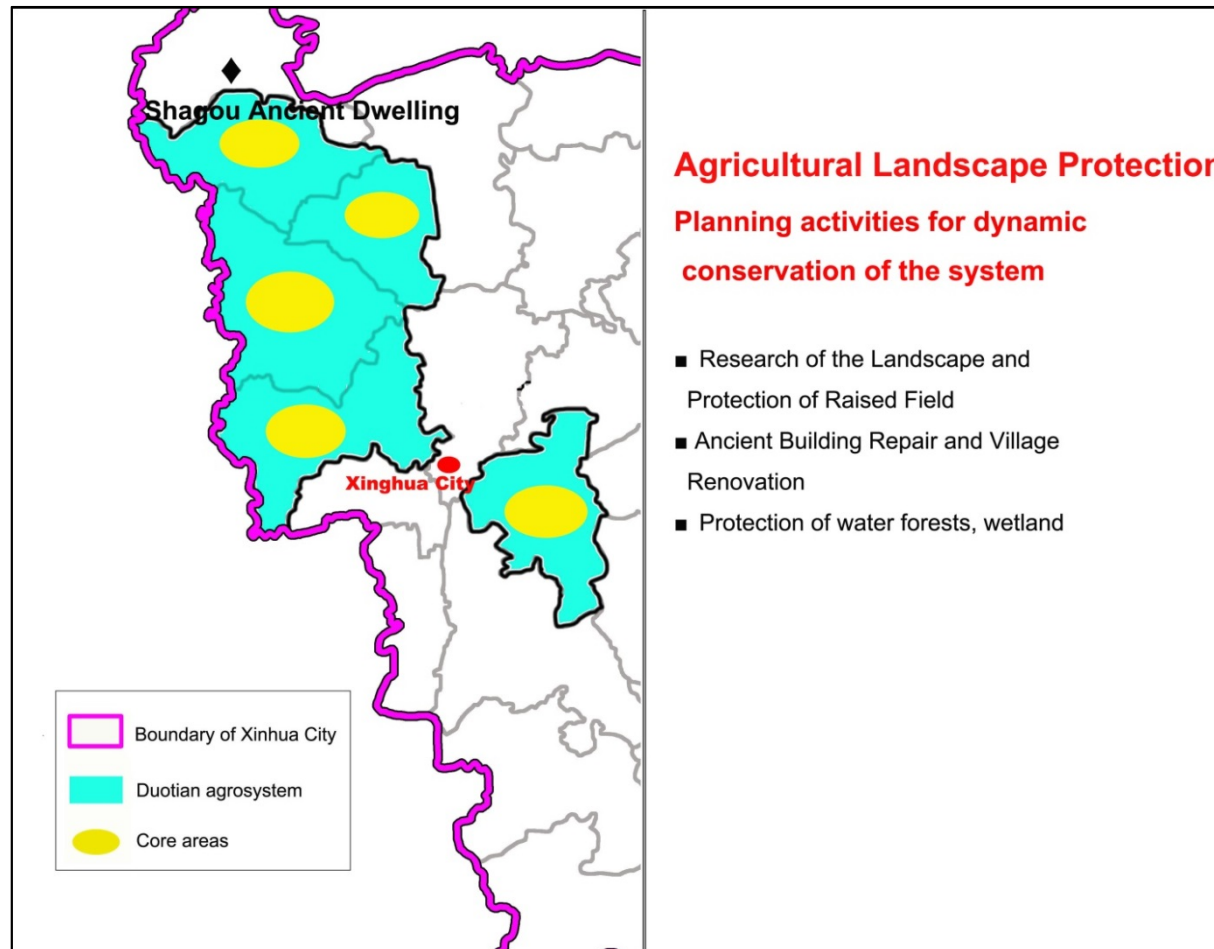 Shagou Ancient Dwelling
Xinghua City
Boundary of Xinhua City
Duotian agrosystem
Core areas
Agricultural Landscape Protection
Planning activities for dynamic
conservation of the system
■ Research of the Landscape and
Protection of Raised Field
■ Ancient Building Repair and Village
Renovation
■ Protection of water forests, wetland